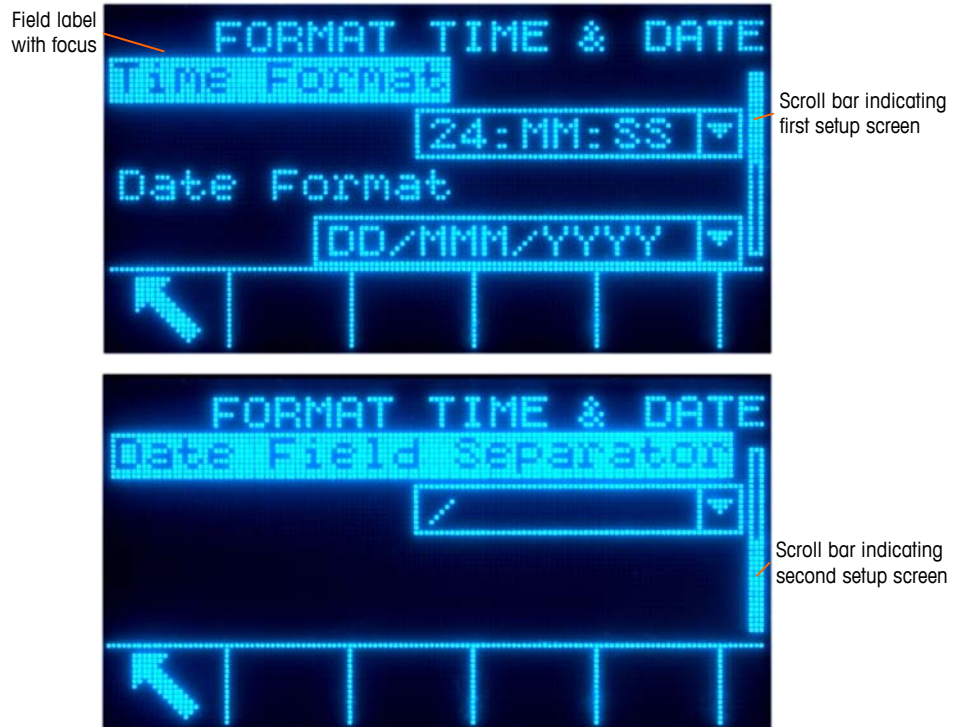 Field label
with focus
FORMAT TIME & DATE
Time Format
24:MM:SS
Date Format
DD/MMM/YYYY
Scroll bar indicating
first setup screen
FORMAT TIME & DATE
Date Field Separator
/
Scroll bar indicating
second setup screen